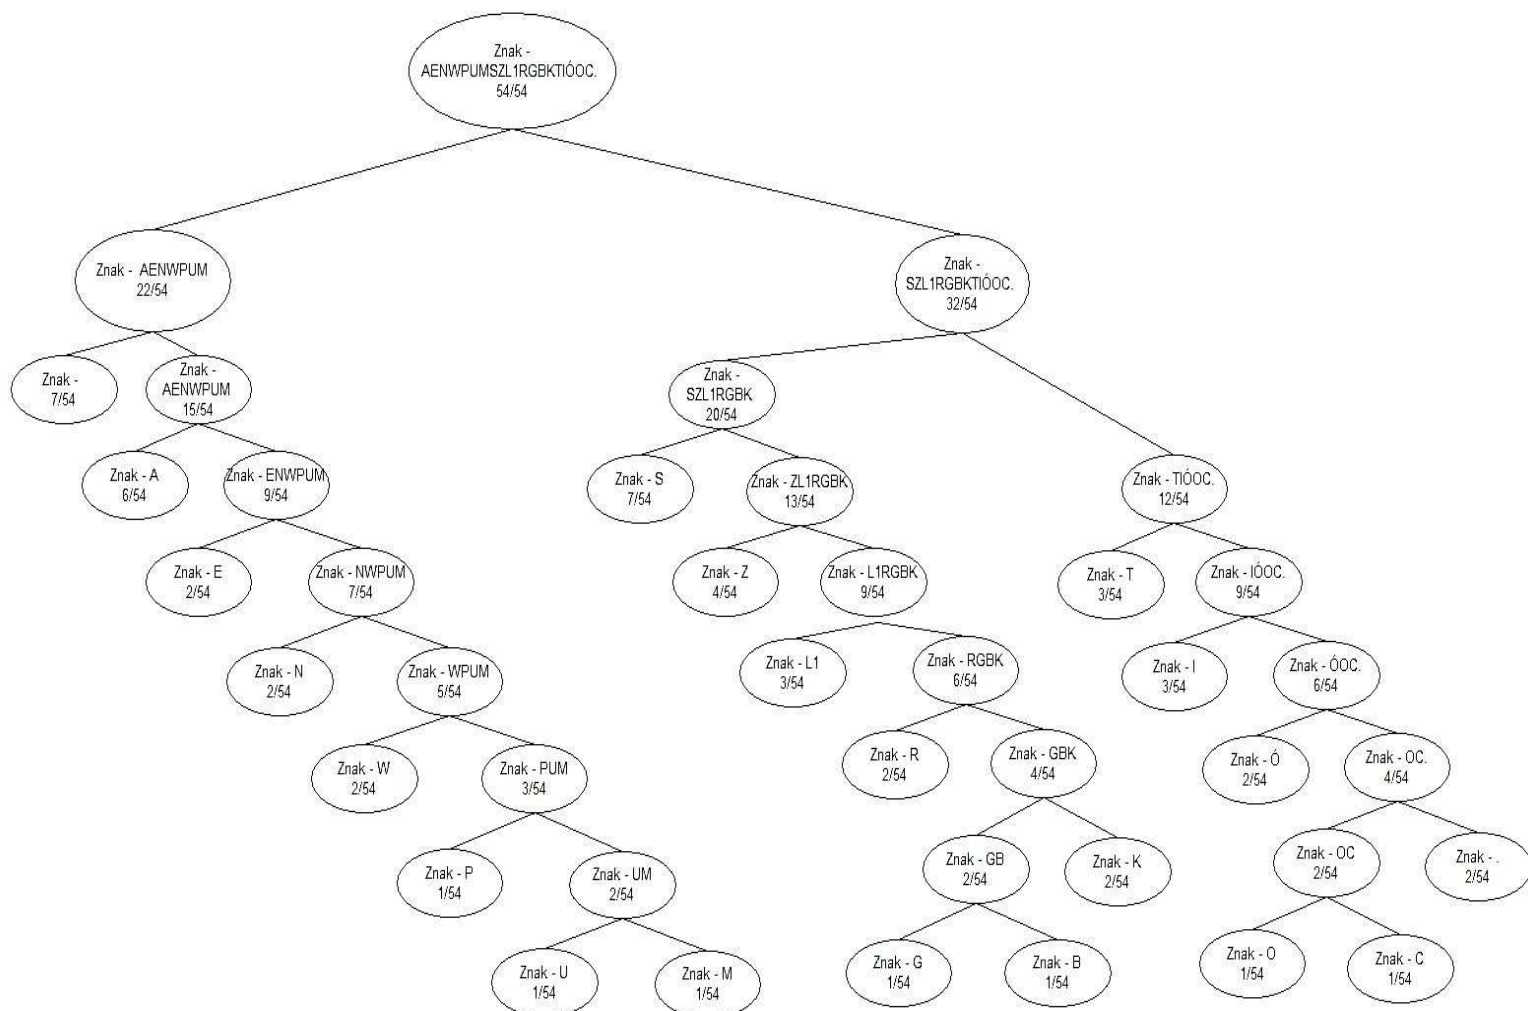 Znak -
AENWPUMSZL1RGBKTIÓOC.
54/54
Znak - AENWPUM
22/54
Znak -
SZL1RGBKTIÓOC.
32/54
Znak -
7/54
Znak -
AENWPUM
15/54
Znak -
SZL1RGBK
20/54
Znak - A
6/54
Znak - ENWPUM
9/54
Znak - S
7/54
Znak - ZL1RGBK
13/54
Znak - TIÓOC.
12/54
Znak - E
2/54
Znak - NWPUM
7/54
Znak - Z
4/54
Znak - L1RGBK
9/54
Znak - T
3/54
Znak - IÓOC.
9/54
Znak - N
2/54
Znak - WPUM
5/54
Znak - L1
3/54
Znak - RGBK
6/54
Znak - I
3/54
Znak - ÓOC.
6/54
Znak - W
2/54
Znak - PUM
3/54
Znak - R
2/54
Znak - GBK
4/54
Znak - Ó
2/54
Znak - OC.
4/54
Znak - P
1/54
Znak - UM
2/54
Znak - GB
2/54
Znak - K
2/54
Znak - OC
2/54
Znak - .
2/54
Znak - U
1/54
Znak - M
1/54
Znak - G
1/54
Znak - B
1/54
Znak - O
1/54
Znak - C
1/54